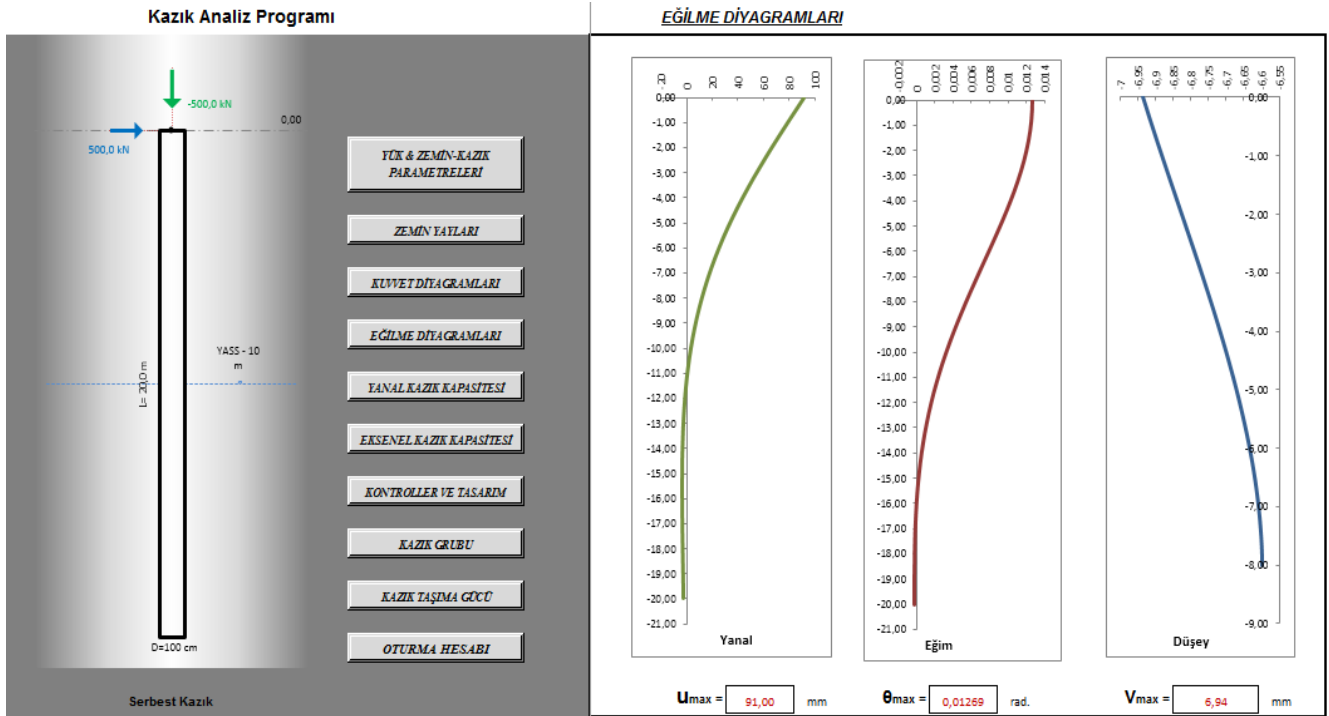 Kazık Analiz Programı
-500,0 kN
0,00
500,0 kN
YASS - 10
m
L= 20,0 m
D=100 cm
Serbest Kazık
YÜK & ZEMİN-KAZIK
PARAMETRELERİ
ZEMİN YAYLARI
KUVVET DİYAGRAMLARI
EĞİLME DİYAGRAMLARI
YANAL KAZIK KAPASİTESİ
EKSENEL KAZIK KAPASİTESİ
KONTROLLER VE TASARIM
KAZIK GRUBU
KAZIK TAŞIMA GÜCÜ
OTURMA HESABI
EĞİLME DİYAGRAMLARI
-20 0 20 40 60 80 100
0,00
-1,00
-2,00
-3,00
-4,00
-5,00
-6,00
-7,00
-8,00
-9,00
-10,00
-11,00
-12,00
-13,00
-14,00
-15,00
-16,00
-17,00
-18,00
-19,00
-20,00
-21,00
Yanal
-0,002 0 0,002 0,004 0,006 0,008 0,01 0,012 0,014
0,00
-1,00
-2,00
-3,00
-4,00
-5,00
-6,00
-7,00
-8,00
-9,00
-10,00
-11,00
-12,00
-13,00
-14,00
-15,00
-16,00
-17,00
-18,00
-19,00
-20,00
-21,00
Eğim
-7 -6,95 -6,9 -6,85 -6,8 -6,75 -6,7 -6,65 -6,6 -6,55
0,00
-1,00
-2,00
-3,00
-4,00
-5,00
-6,00
-7,00
-8,00
-9,00
Düşey
umax = 91,00 mm
θmax = 0,01269 rad.
Vmax = 6,94 mm